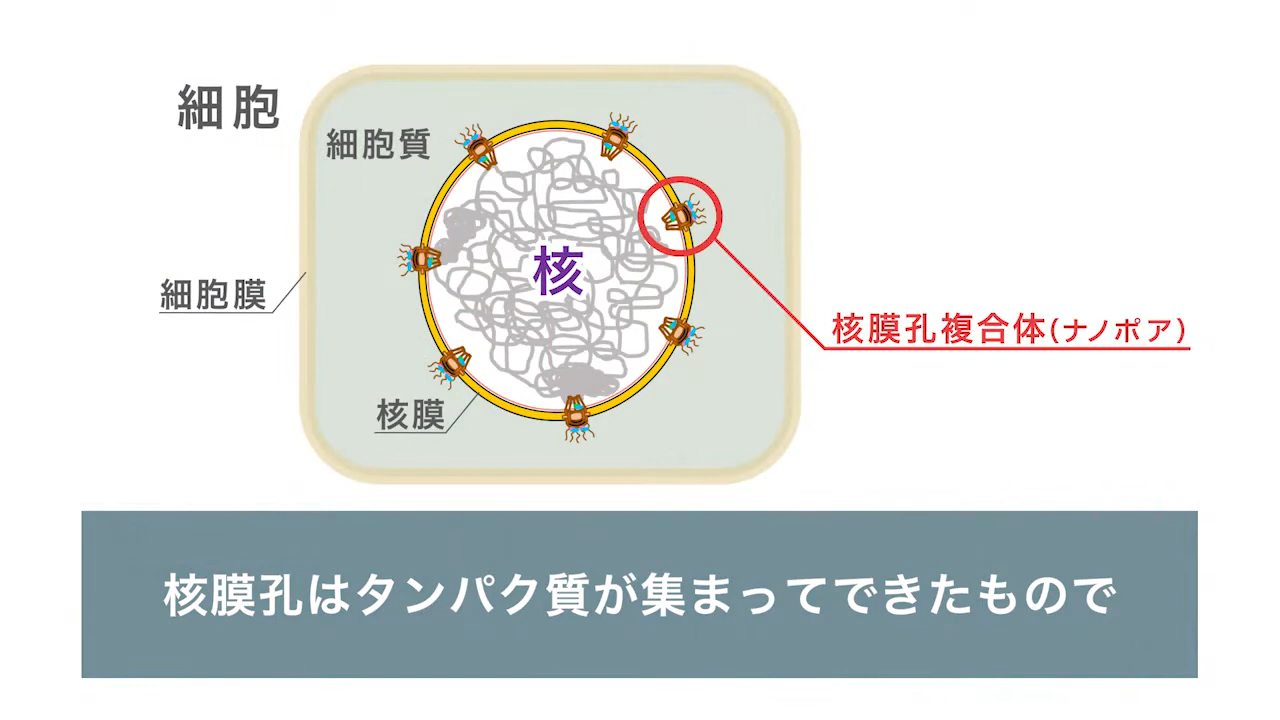 細胞
細胞質
核
細胞膜
核膜孔複合体(ナノポア)
核膜
核膜孔はタンパク質が集まってできたもので